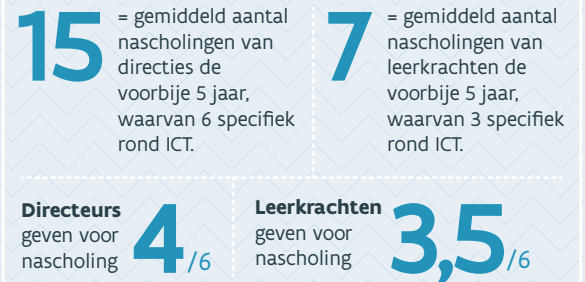 15
= gemiddeld aantal
nascholingen van
directies de
voorbije 5 jaar,
waarvan 6 specifiek
rond ICT.
7
= gemiddeld aantal
nascholingen van
leerkrachten de
voorbije 5 jaar,
waarvan 3 specifiek
rond ICT.
Directeurs
geven voor
nascholing
4/6
Leerkrachten
geven voor
nascholing
3,5/6